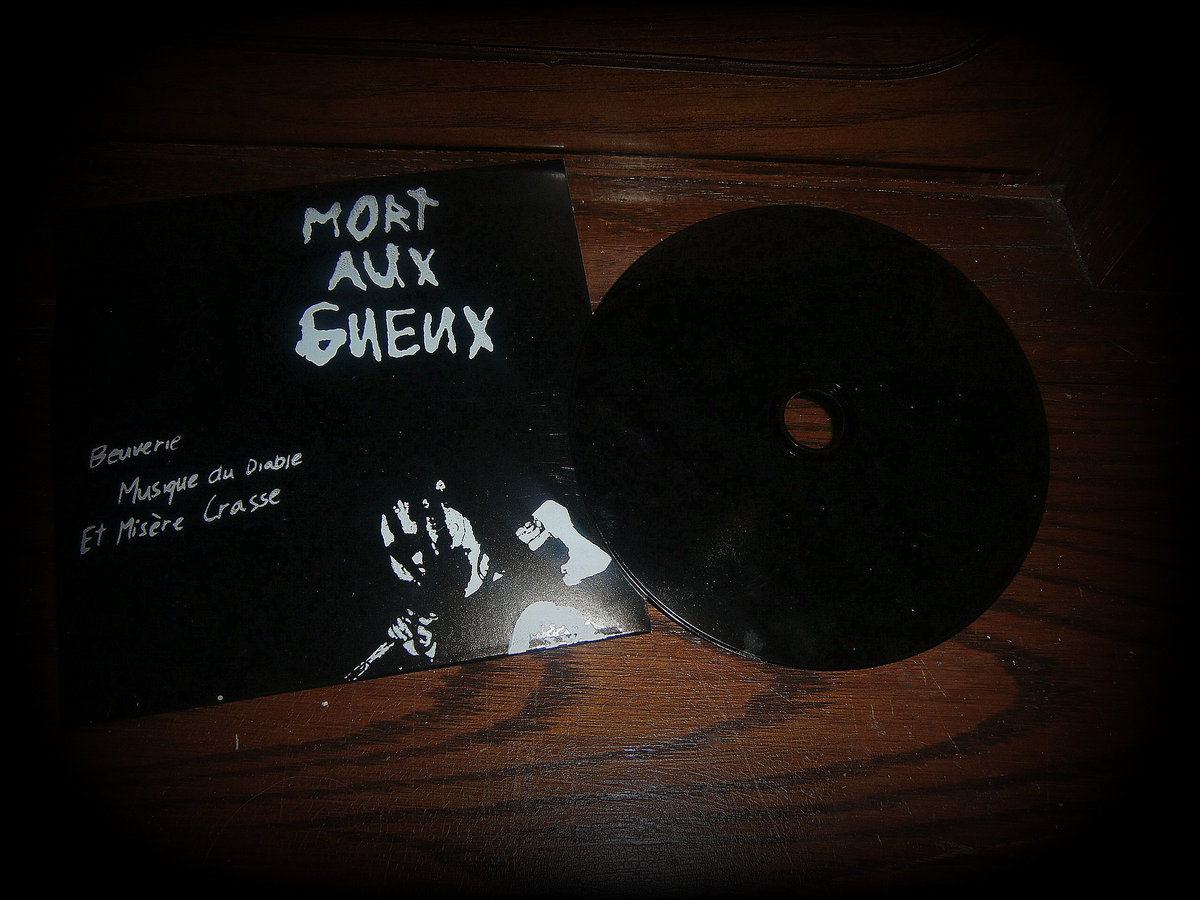 MORT
AUX
GUEUX
Beuverie
Musique du Diable
Et Misère Crasse